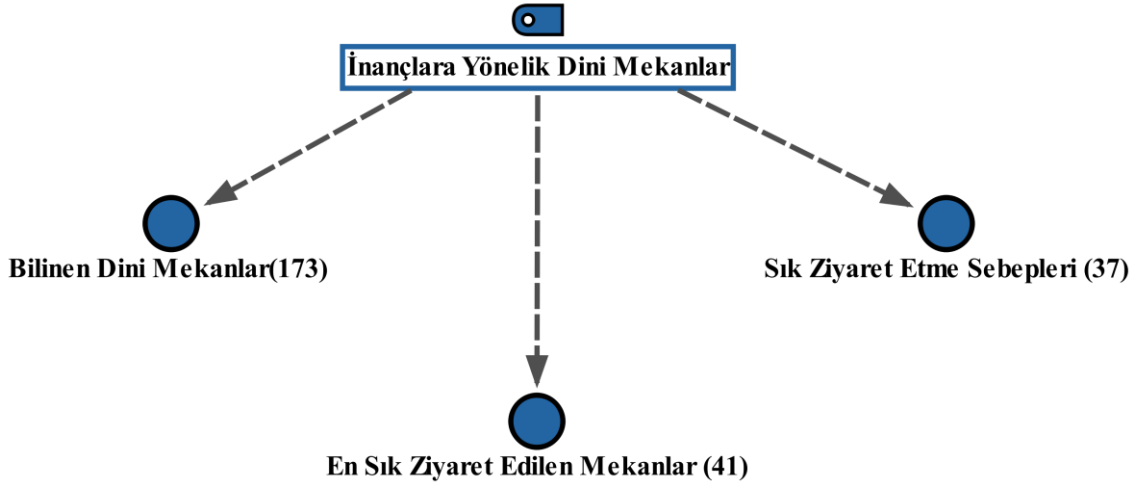 İnançlara Yönelik Dini Mekanlar
Bilinen Dini Mekanlar(173)
Sık Ziyaret Etme Sebepleri (37)
En Sık Ziyaret Edilen Mekanlar (41)